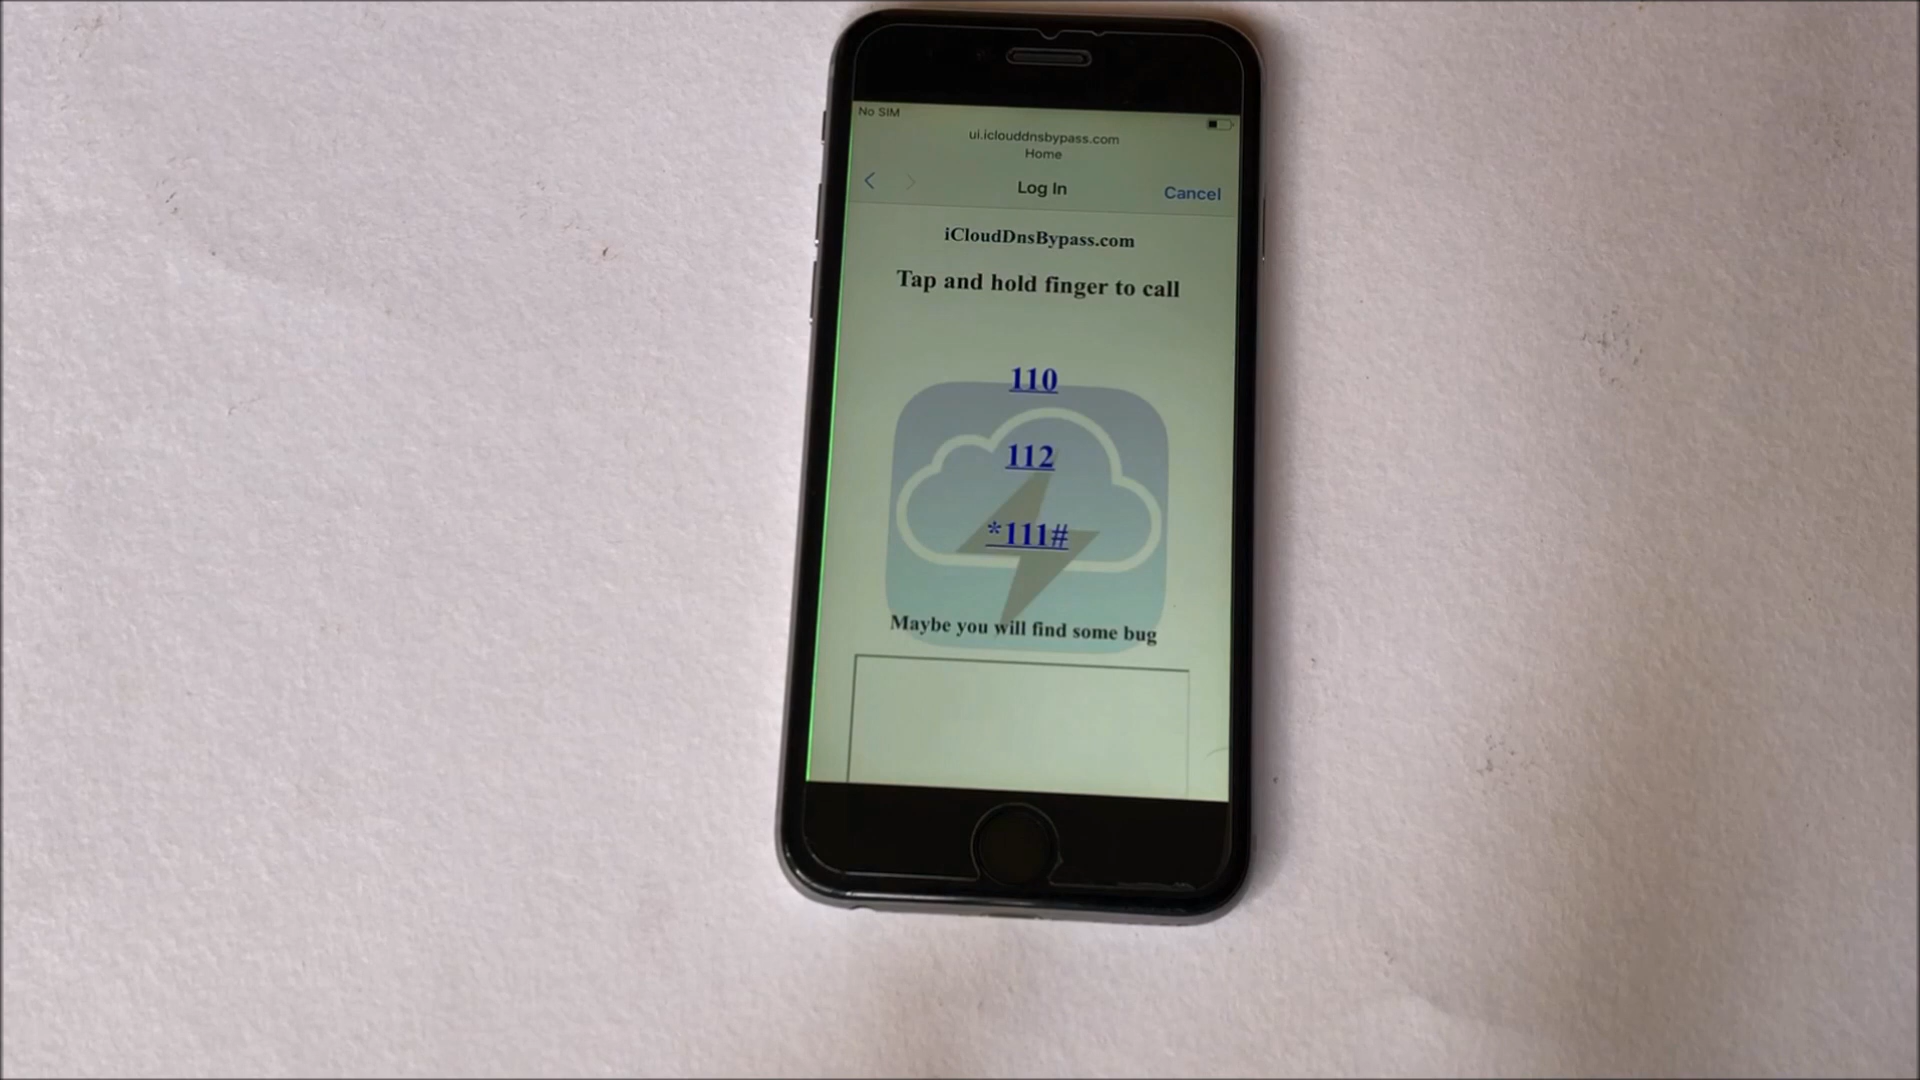 No SIM
ui.iclouddnsbypass.com
Home
Log In
Cancel
iCloudDnsBypass.com
Tap and hold finger to call
110
112
*111#
Maybe you will find some bug